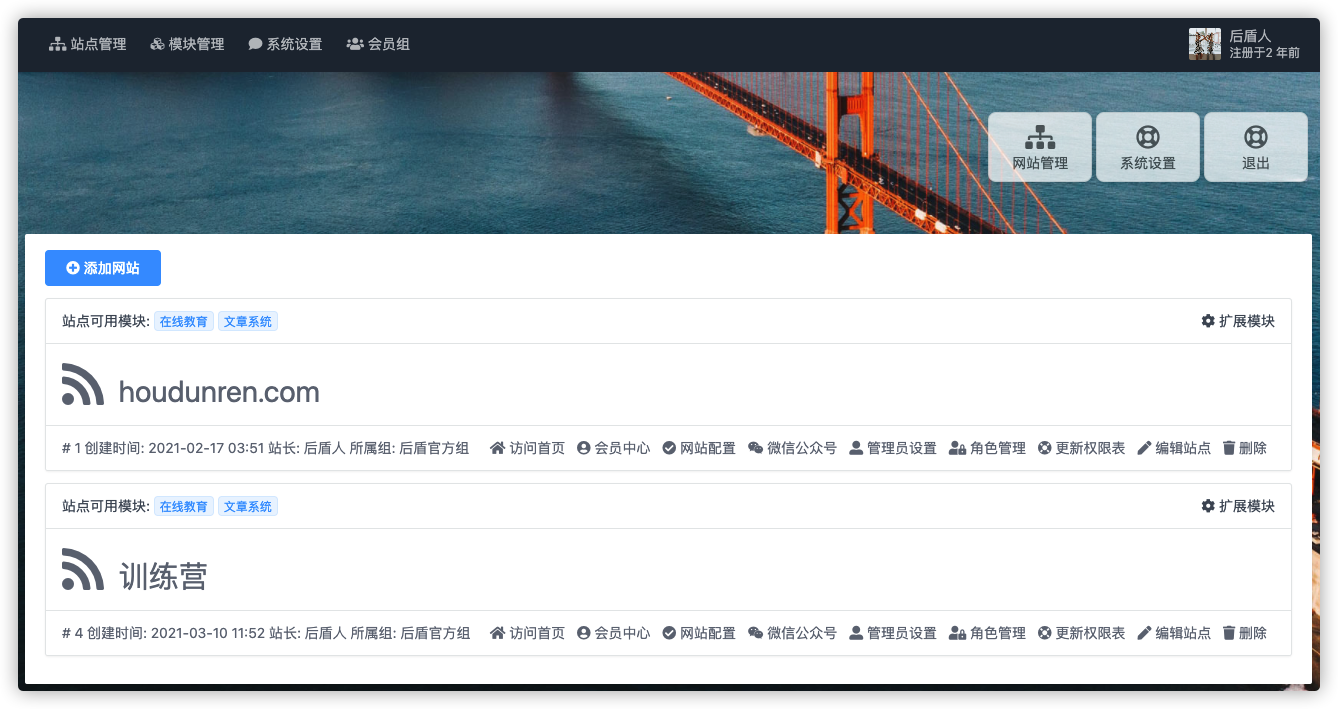 站点管理 模块管理 系统设置 会员组 后盾人
注册于2 年前
网站管理 系统设置 退出
添加网站
站点可用模块: 在线教育 文章系统 扩展模块
houdunren.com
# 1 创建时间: 2021-02-17 03:51 站长: 后盾人 所属组: 后盾官方组 访问首页 会员中心 网站配置 微信公众号 管理员设置 角色管理 更新权限表 编辑站点 删除
站点可用模块: 在线教育 文章系统 扩展模块
训练营
# 4 创建时间: 2021-03-10 11:52 站长: 后盾人 所属组: 后盾官方组 访问首页 会员中心 网站配置 微信公众号 管理员设置 角色管理 更新权限表 编辑站点 删除